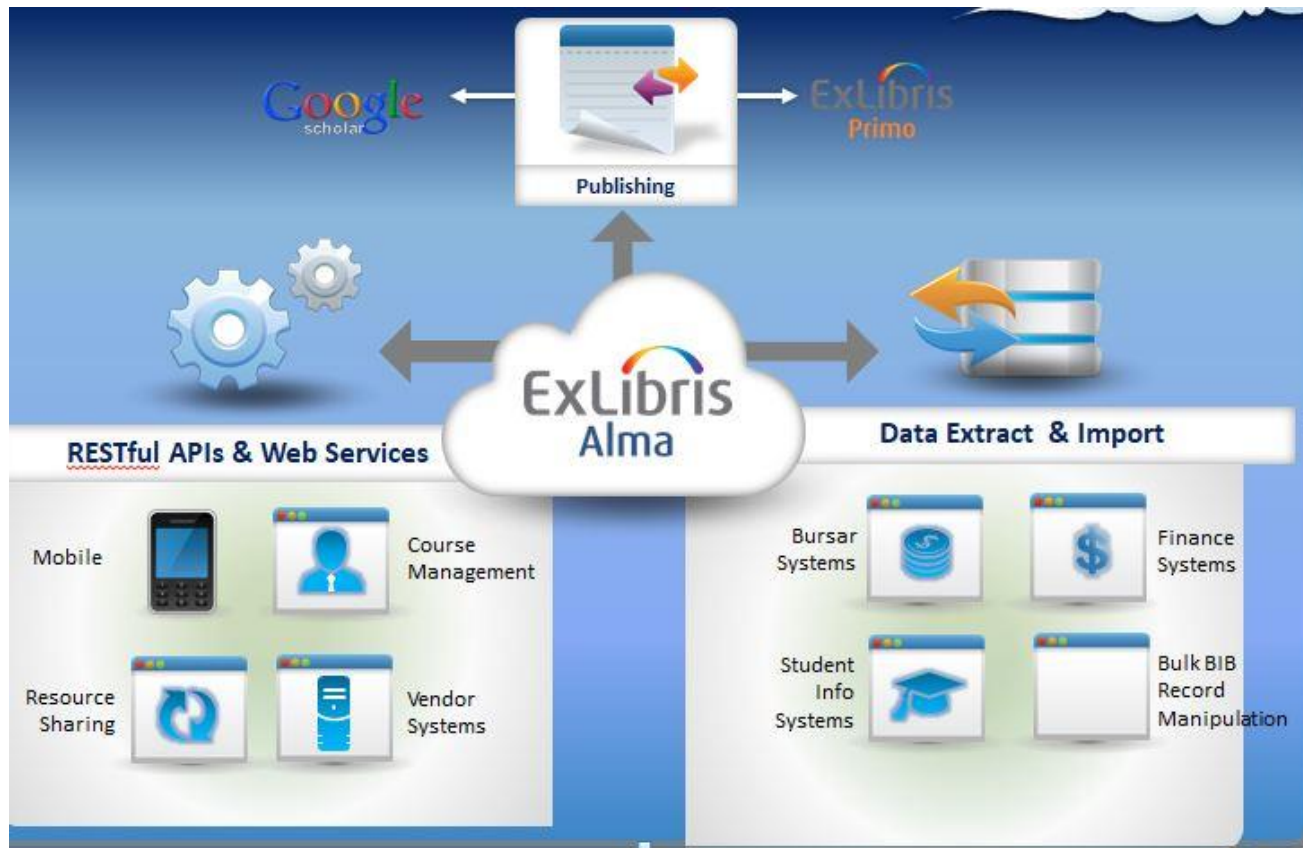 Google
scholar
ExLibris
Primo
Publishing
ExLibris
Alma
RESTful APIs & Web Services
Data Extract & Import
Mobile
Course
Management
Resource
Sharing
Vendor
Systems
Bursar
Systems
Finance
Systems
Student
Info
Systems
Bulk BIB
Record
Manipulation